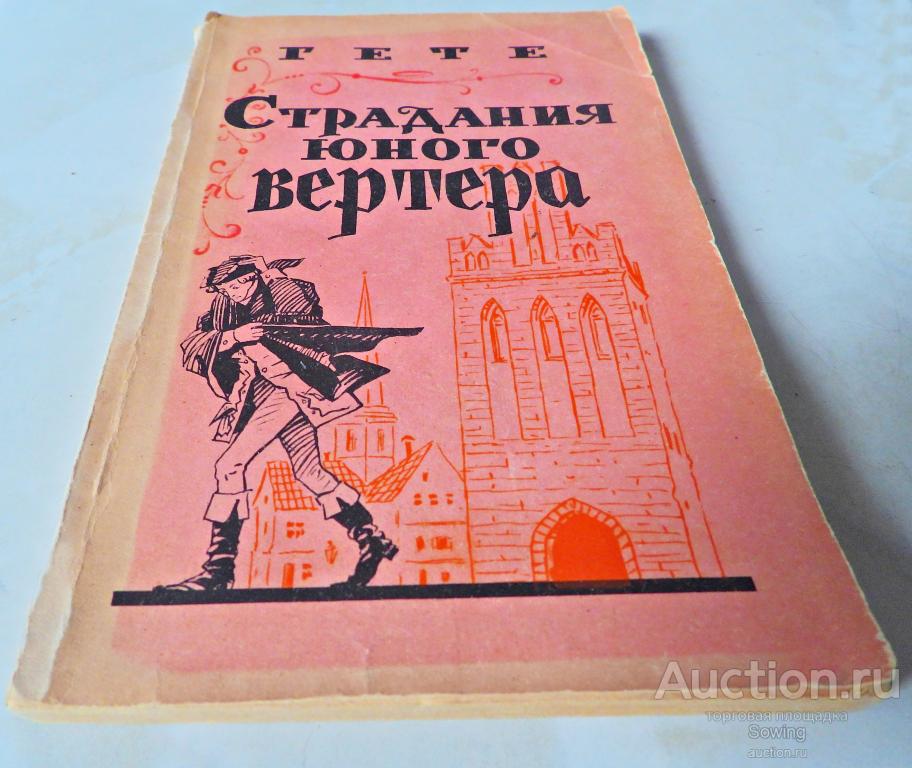 ГЕТЕ
СТРАДАНИЯ
ЮНОГО
ВЕРТЕРА
Auction.ru
торговая площадка
Sowing
auction.ru